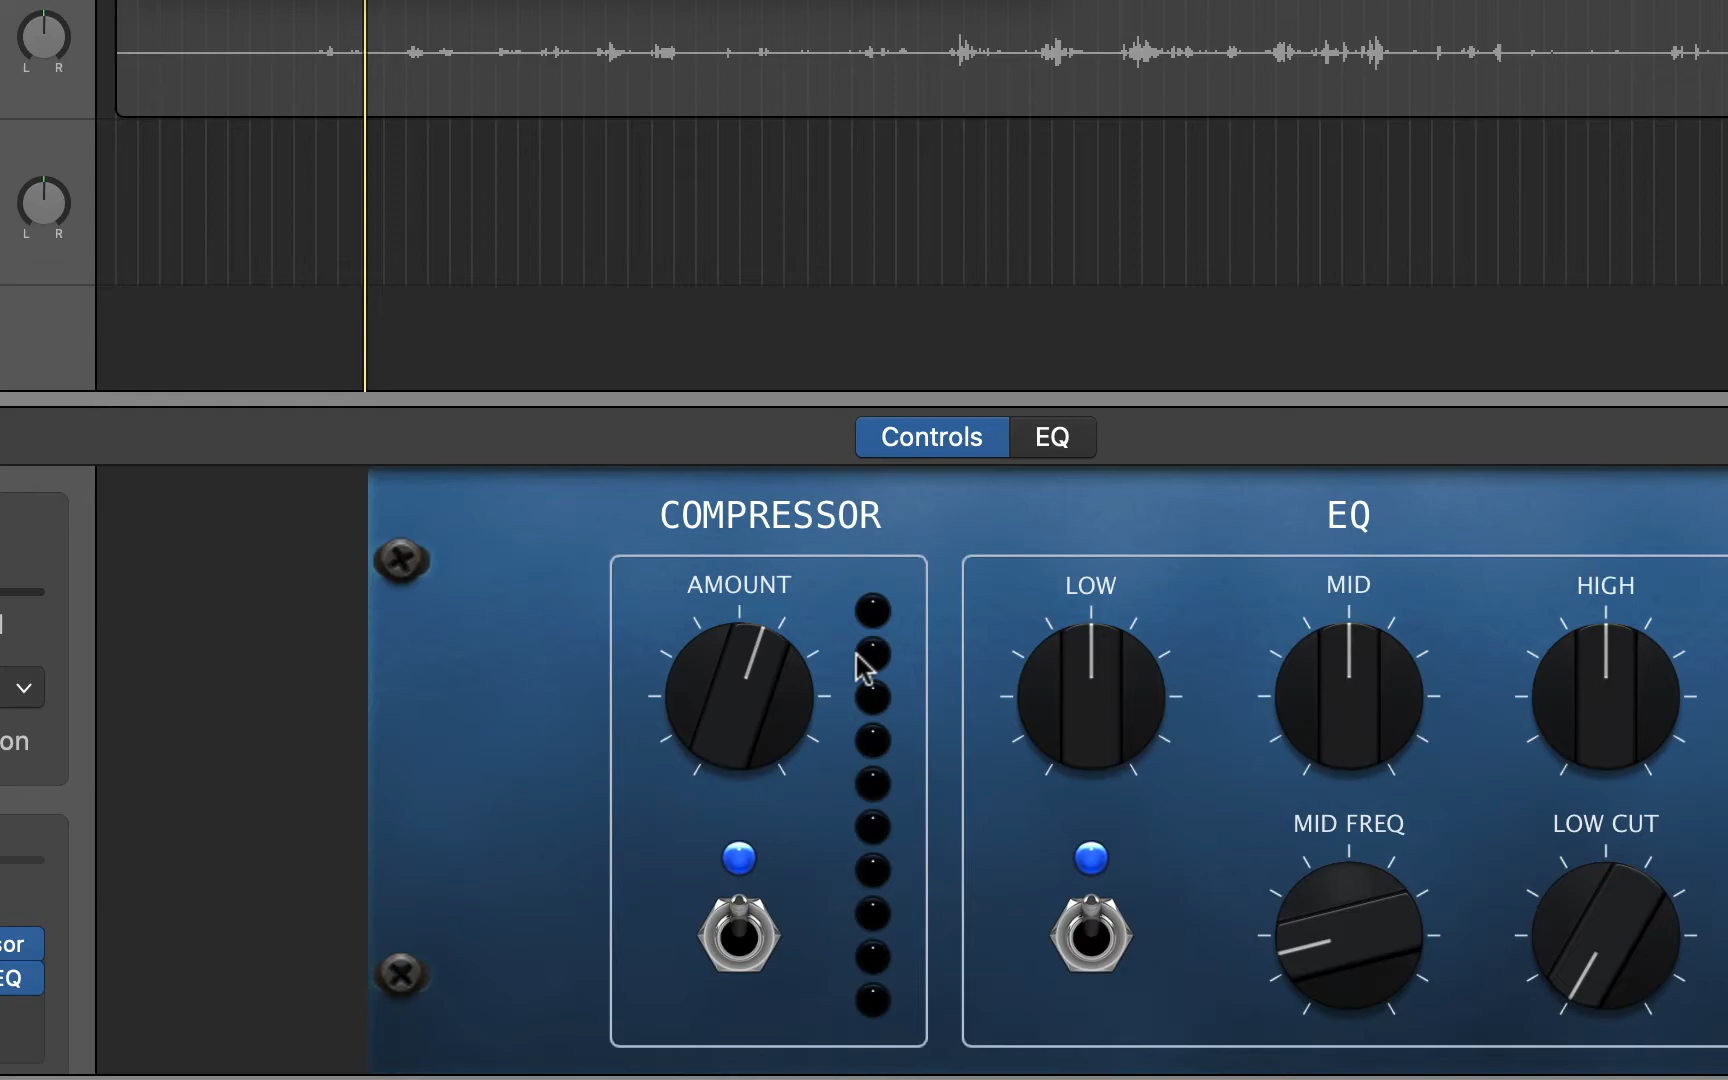 L R
L R
Controls EQ
COMPRESSOR EQ
AMOUNT LOW MID HIGH
on
MID FREQ LOW CUT
sor
EQ